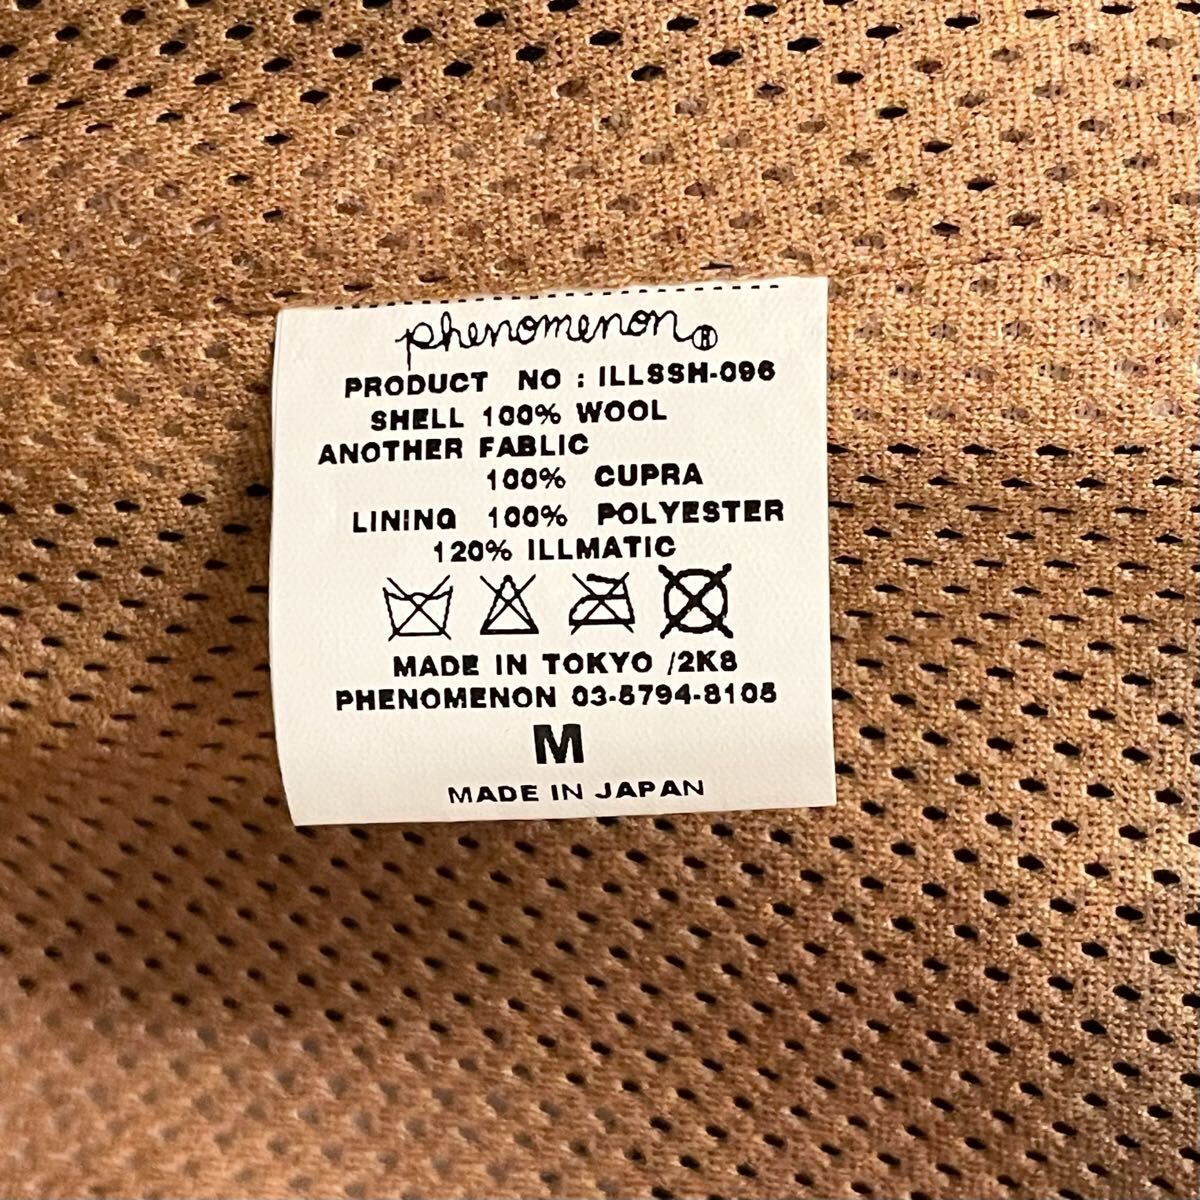 phenomenon®
PRODUCT NO : ILLSSH-096
SHELL 100% WOOL
ANOTHER FABLIC
100% CUPRA
LINING 100% POLYESTER
120% ILLMATIC
MADE IN TOKYO /2K8
PHENOMENON 03-5794-8105
M
MADE IN JAPAN